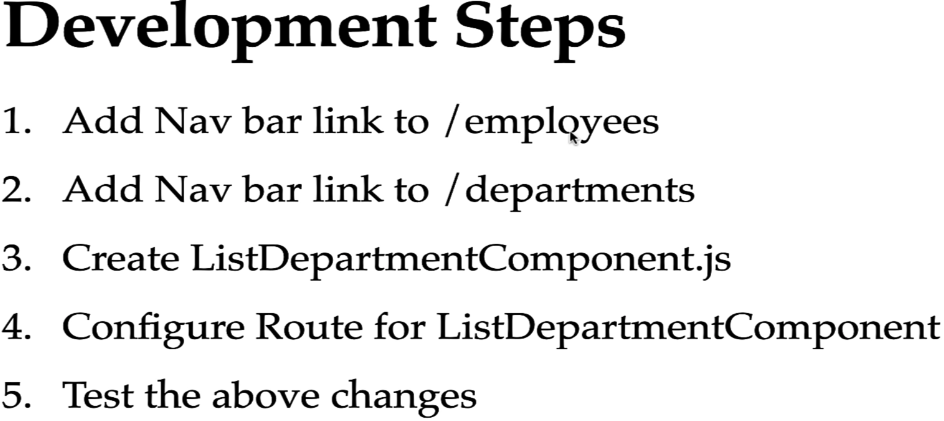 Development Steps
1. Add Nav bar link to /employees
2. Add Nav bar link to /departments
3. Create ListDepartmentComponent.js
4. Configure Route for ListDepartmentComponent
5. Test the above changes